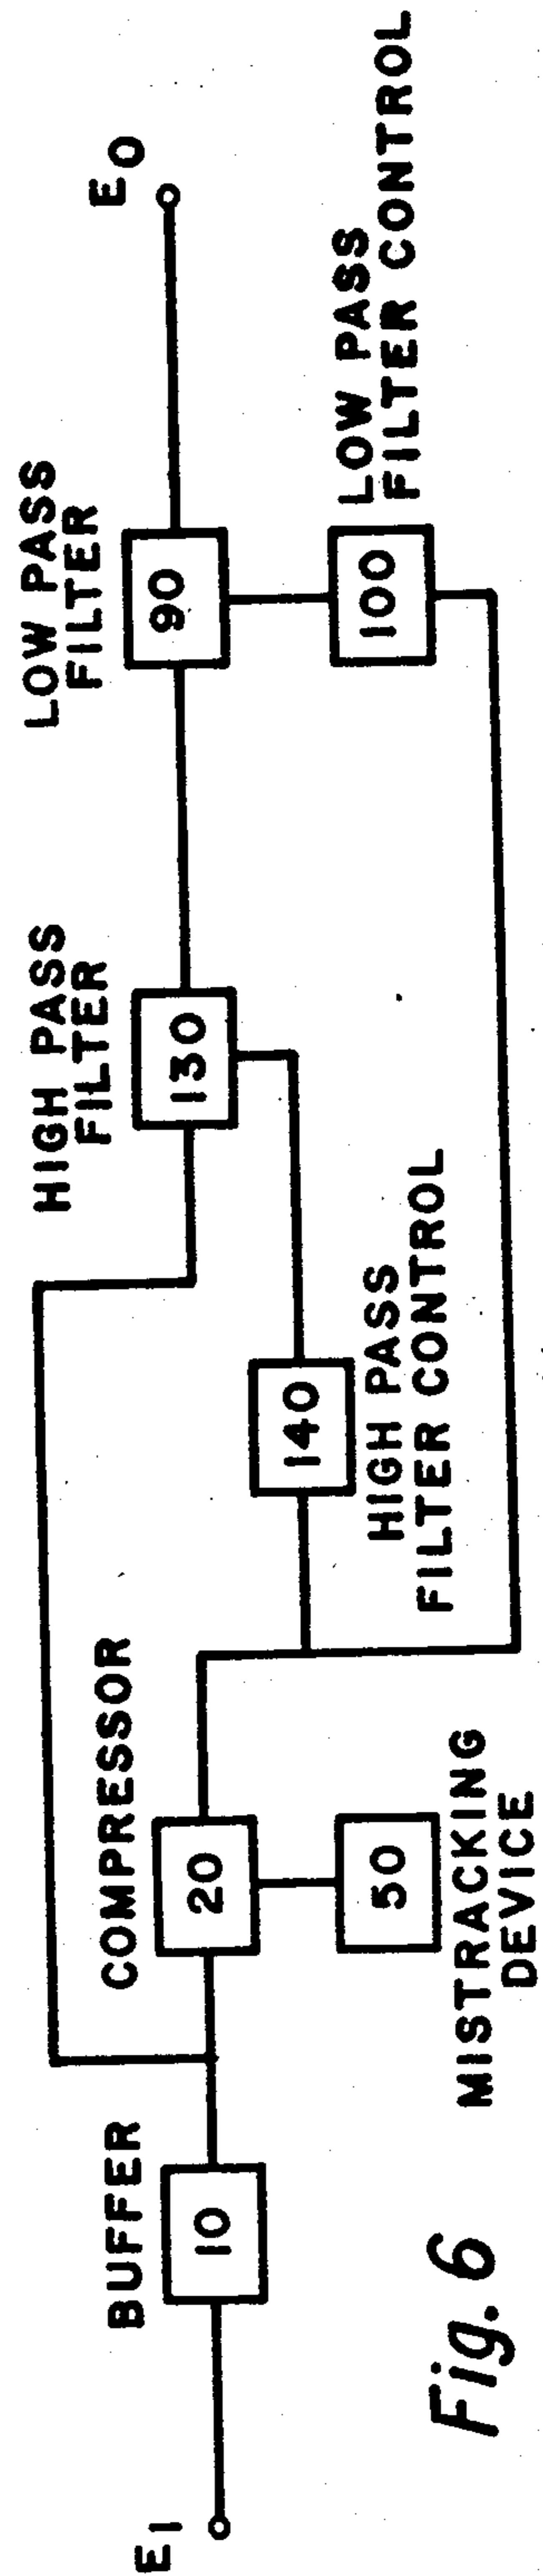 E1
BUFFER
10
COMPRESSOR
20
50
MISTRACKING
DEVICE
140
HIGH PASS
FILTER CONTROL
HIGH PASS
FILTER
130
LOW PASS
FILTER
90
100
LOW PASS
FILTER CONTROL
E0
Fig. 6